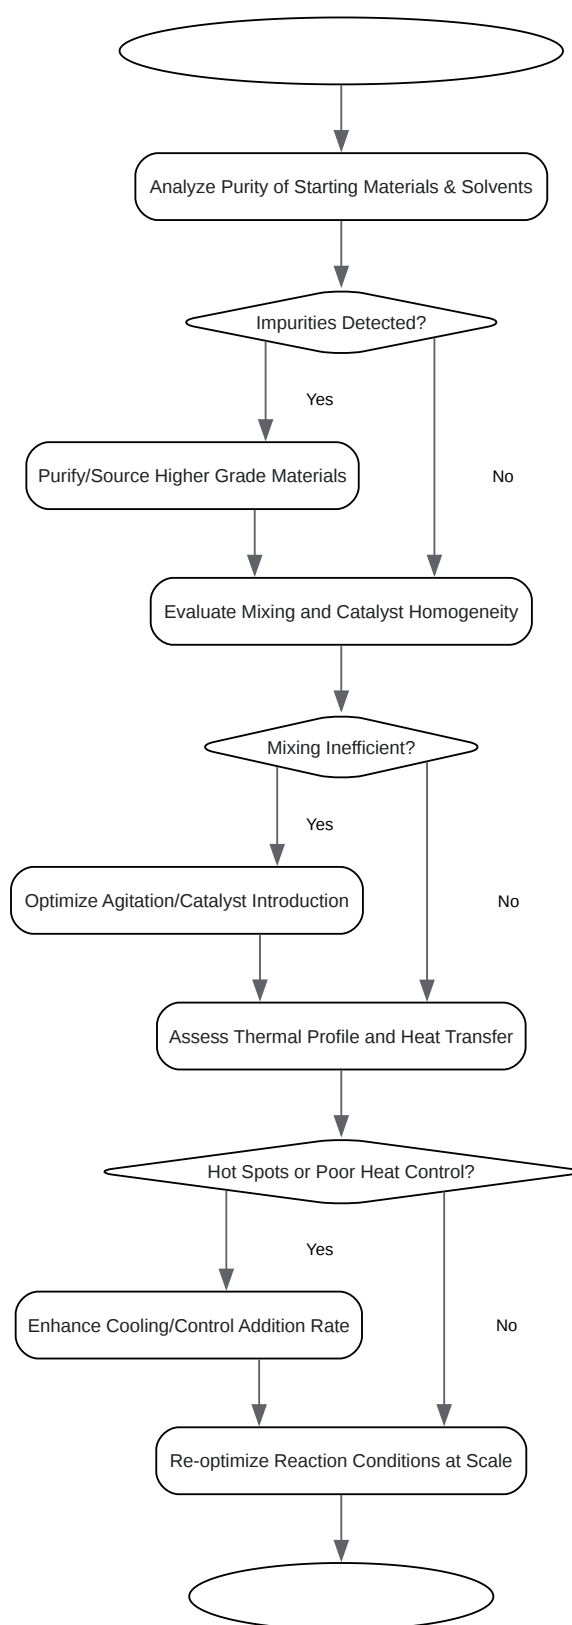 Analyze Purity of Starting Materials & Solvents
Impurities Detected?
Yes
Purify/Source Higher Grade Materials
No
Evaluate Mixing and Catalyst Homogeneity
Mixing Inefficient?
Yes
Optimize Agitation/Catalyst Introduction
No
Assess Thermal Profile and Heat Transfer
Hot Spots or Poor Heat Control?
Yes
Enhance Cooling/Control Addition Rate
No
Re-optimize Reaction Conditions at Scale